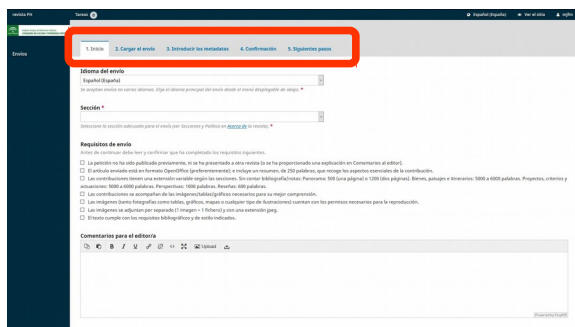 revista PH
Tareas 0
Español (España)
Ver el sitio
Envíos
1. Inicio
2. Cargar el envío
3. Introducir los metadatos
4. Confirmación
5. Siguientes pasos
Idioma del envío
Español (España)
Se aceptan envíos en varios idiomas. Elija el idioma principal del envío desde el menú desplegable de abajo. *
Sección *
Seleccione la sección adecuada para el envío (ver Secciones y Política en Acerca de la revista). *
Requisitos de envío
Antes de continuar debe leer y confirmar que ha completado los requisitos siguientes.
La petición no ha sido publicada previamente, ni se ha presentado a otra revista (o se ha proporcionado una explicación en Comentarios al editor).
El artículo enviado está en formato OpenOffice (preferentemente); e incluye un resumen, de 250 palabras, que recoge los aspectos esenciales de la contribución.
Las contribuciones tienen una extensión variable según las secciones. Sin contar bibliografía/notas: Panorama: 500 (una página) o 1200 (dos páginas). Bienes, paisajes e itinerarios: 5000 a 6000 palabras. Proyectos, criterios y
actuaciones: 5000 a 6000 palabras. Perspectivas: 1000 palabras. Reseñas: 600 palabras.
Las contribuciones se acompañan de las imágenes/tablas/gráficos necesarios para su mejor comprensión.
Las imágenes (tanto fotografías como tablas, gráficos, mapas o cualquier tipo de ilustraciones) cuentan con los permisos necesarios para la reproducción.
Las imágenes se adjuntan por separado (1 imagen = 1 fichero) y con una extensión jpeg.
El texto cumple con los requisitos bibliográficos y de estilo indicados.
Comentarios para el editor/a
B I U Upload
Powered by TinyMCE